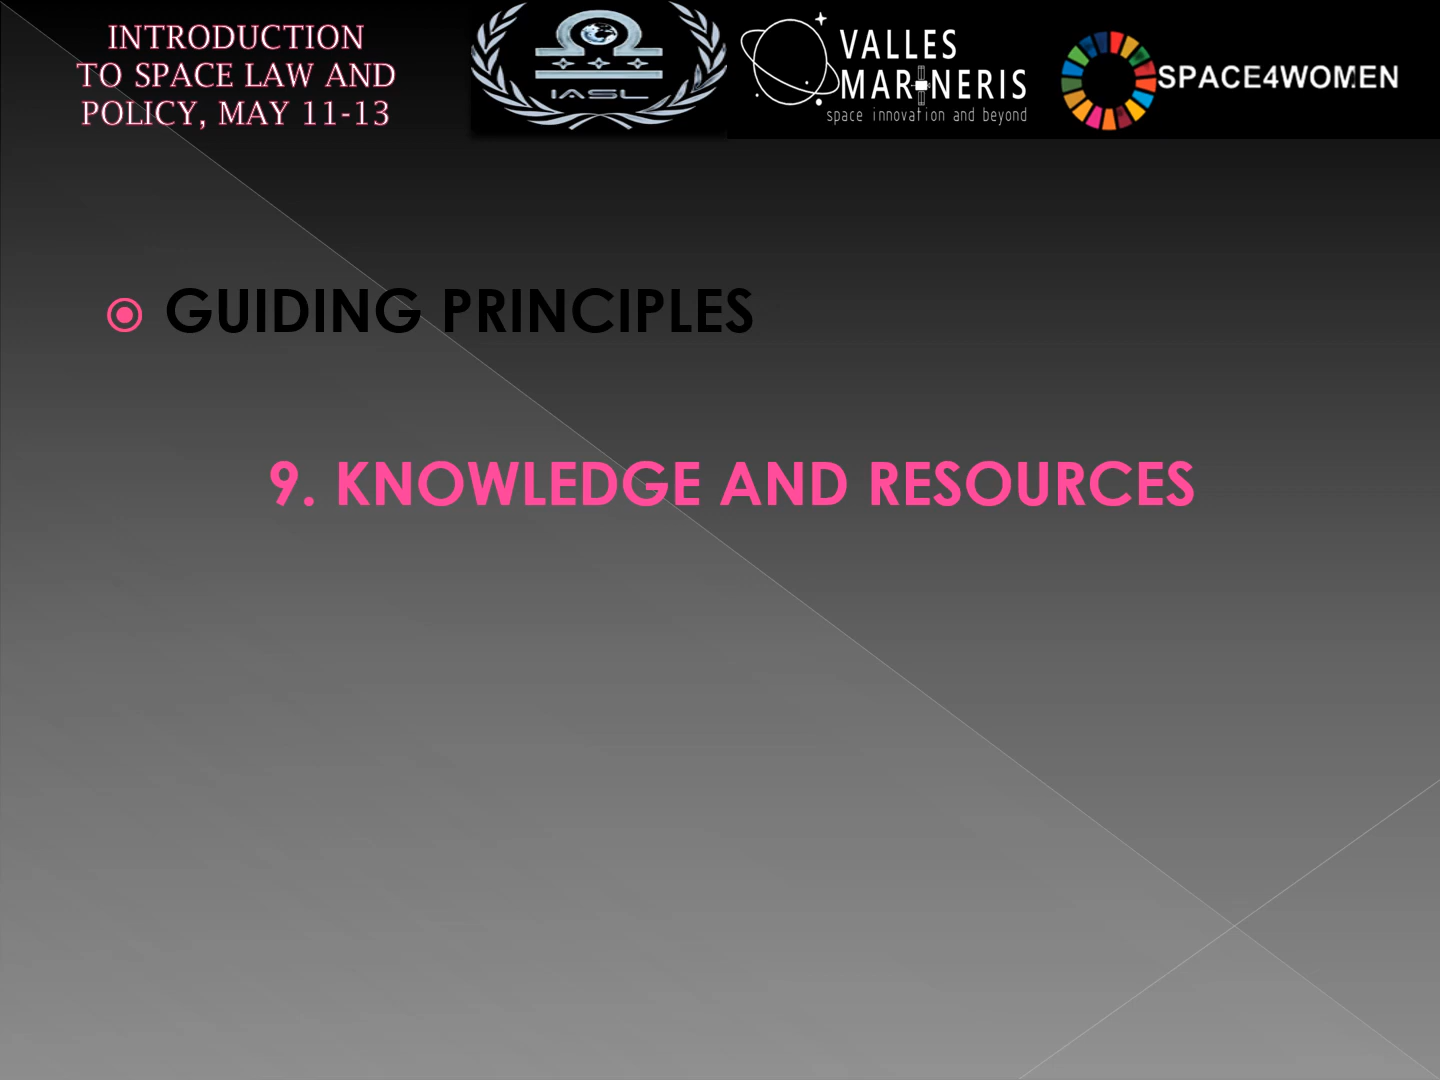 INTRODUCTION
TO SPACE LAW AND
POLICY, MAY 11-13
IASL
VALLES
MARINERIS
space innovation and beyond
SPACE4WOMEN
GUIDING PRINCIPLES
9. KNOWLEDGE AND RESOURCES